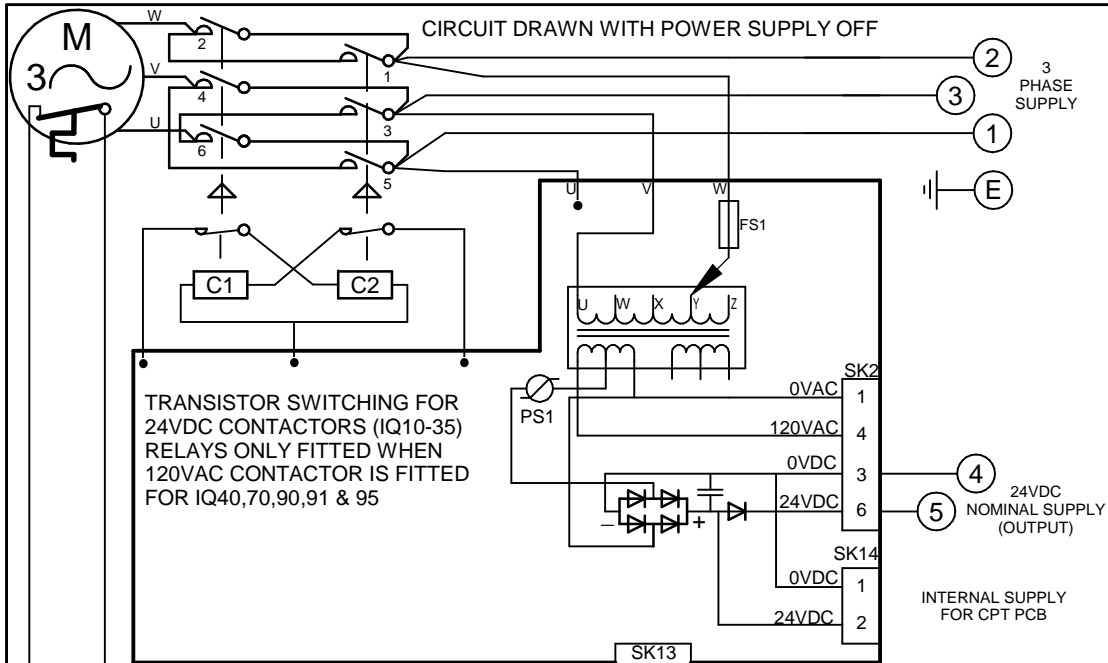 CIRCUIT DRAWN WITH POWER SUPPLY OFF
W
M
3
V
U
2
1
4
3
6
5
2
3
PHASE
SUPPLY
3
1
E
U
V
W
FS1
C1
C2
U
W
X
Y
Z
PS1
TRANSISTOR SWITCHING FOR
24VDC CONTACTORS (IQ10-35)
RELAYS ONLY FITTED WHEN
120VAC CONTACTOR IS FITTED
FOR IQ40,70,90,91 & 95
SK2
0VAC 1
120VAC 4
0VDC 3
24VDC 6
– +
4
5
24VDC
NOMINAL SUPPLY
(OUTPUT)
SK14
0VDC 1
24VDC 2
INTERNAL SUPPLY
FOR CPT PCB
SK13